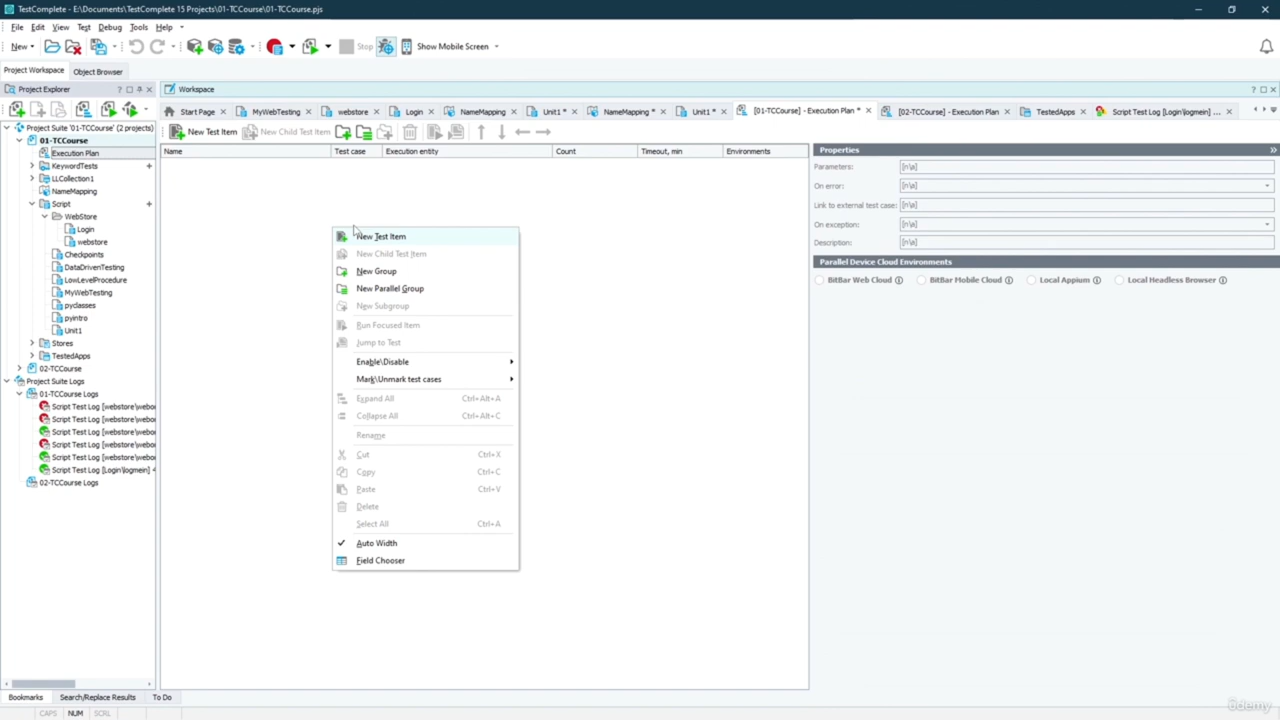 TestComplete - E:\Documents\TestComplete 15 Projects\01-TCCourse\01-TCCourse.pjs
File Edit View Test Debug Tools Help
New Stop Show Mobile Screen
Project Workspace Object Browser
Project Explorer
Workspace
Start Page MyWebTesting webstore Login NameMapping Unit1 * NameMapping * Unit1 * [01-TCCourse] - Execution Plan * [02-TCCourse] - Execution Plan TestedApps Script Test Log [Login\logmein] ...
New Test Item New Child Test Item
Name Test case Execution entity Count Timeout, min Environments
Project Suite '01-TCCourse' (2 projects)
01-TCCourse
Execution Plan
KeywordTests
LLCollection1
NameMapping
Script
WebStore
Login
webstore
Checkpoints
DataDrivenTesting
LowLevelProcedure
MyWebTesting
pyclasses
pyintro
Unit1
Stores
TestedApps
02-TCCourse
Project Suite Logs
01-TCCourse Logs
Script Test Log [webstore\webo
Script Test Log [webstore\webo
Script Test Log [webstore\webo
Script Test Log [webstore\webo
Script Test Log [webstore\webo
Script Test Log [Login\logmein] 4
02-TCCourse Logs
New Test Item
New Child Test Item
New Group
New Parallel Group
New Subgroup
Run Focused Item
Jump to Test
Enable\Disable
Mark\Unmark test cases
Expand All Ctrl+Alt+A
Collapse All Ctrl+Alt+C
Rename
Cut Ctrl+X
Copy Ctrl+C
Paste Ctrl+V
Delete
Select All Ctrl+A
Auto Width
Field Chooser
Properties
Parameters: [n\a]
On error: [n\a]
Link to external test case: [n\a]
On exception: [n\a]
Description: [n\a]
Parallel Device Cloud Environments
BitBar Web Cloud BitBar Mobile Cloud Local Appium Local Headless Browser
Bookmarks Search/Replace Results To Do
CAPS NUM SCRL
ûdemy